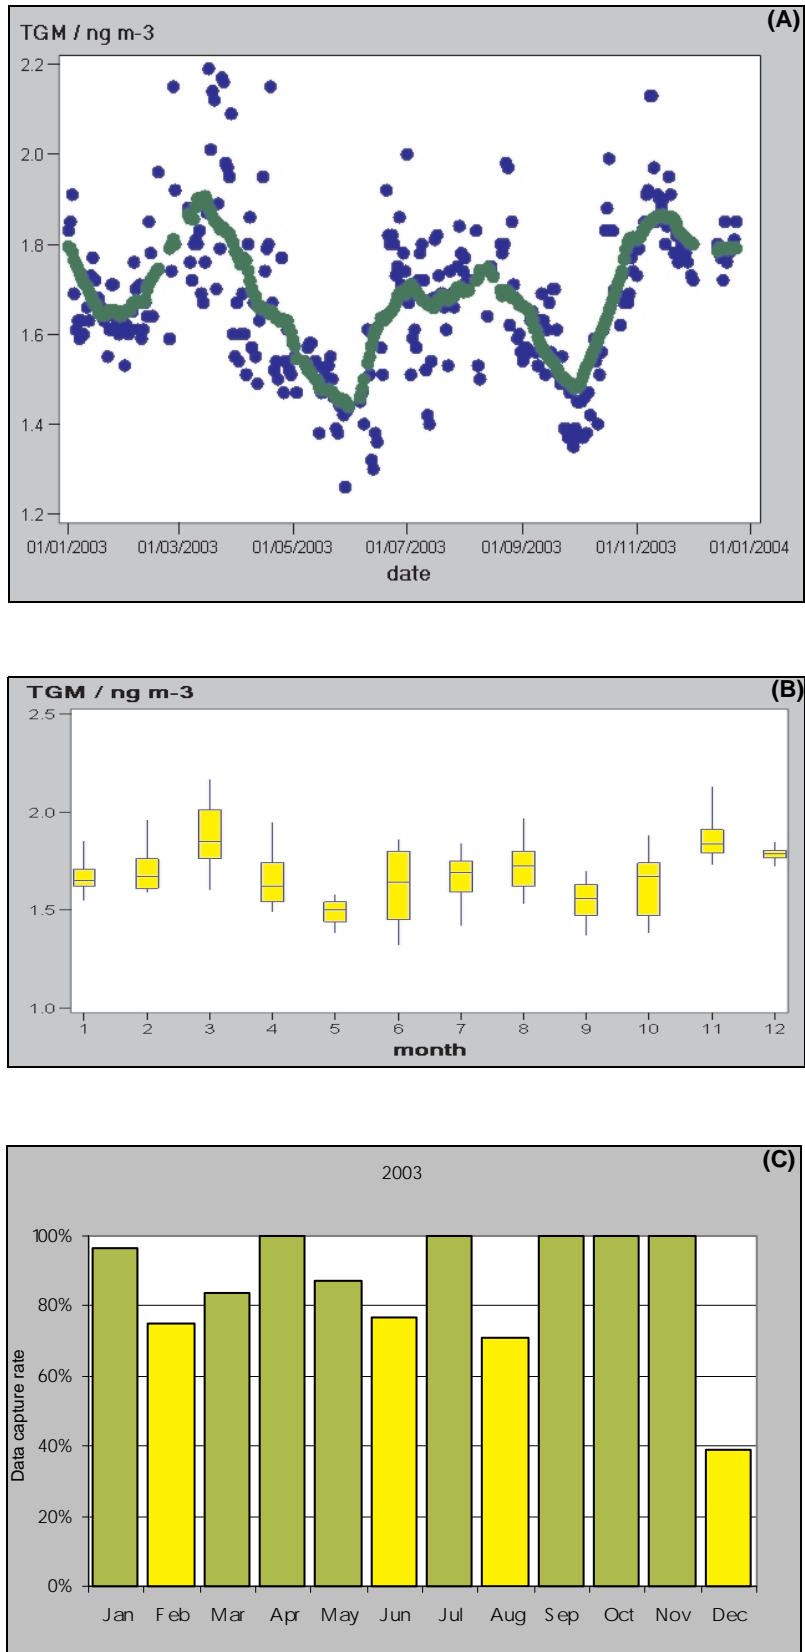 (A)
TGM / ng m-3
2.2
2.0
1.8
1.6
1.4
1.2
01/01/2003 01/03/2003 01/05/2003 01/07/2003 01/09/2003 01/11/2003 01/01/2004
date
(B)
TGM / ng m-3
2.5
2.0
1.5
1.0
1 2 3 4 5 6 7 8 9 10 11 12
month
(C)
2003
Data capture rate
100%
80%
60%
40%
20%
0%
Jan Feb Mar Apr May Jun Jul Aug Sep Oct Nov Dec